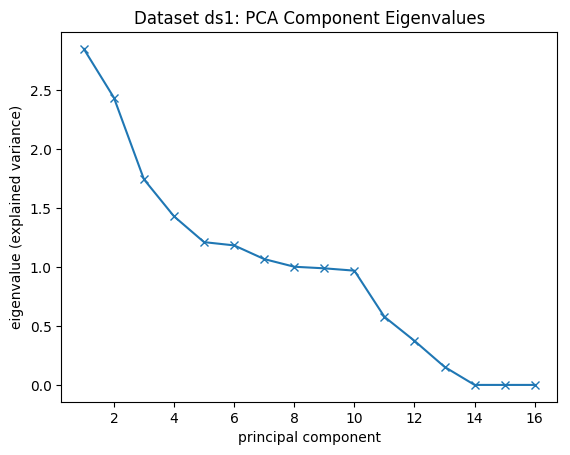 Dataset ds1: PCA Component Eigenvalues
eigenvalue (explained variance)
2.5
2.0
1.5
1.0
0.5
0.0
2 4 6 8 10 12 14 16
principal component